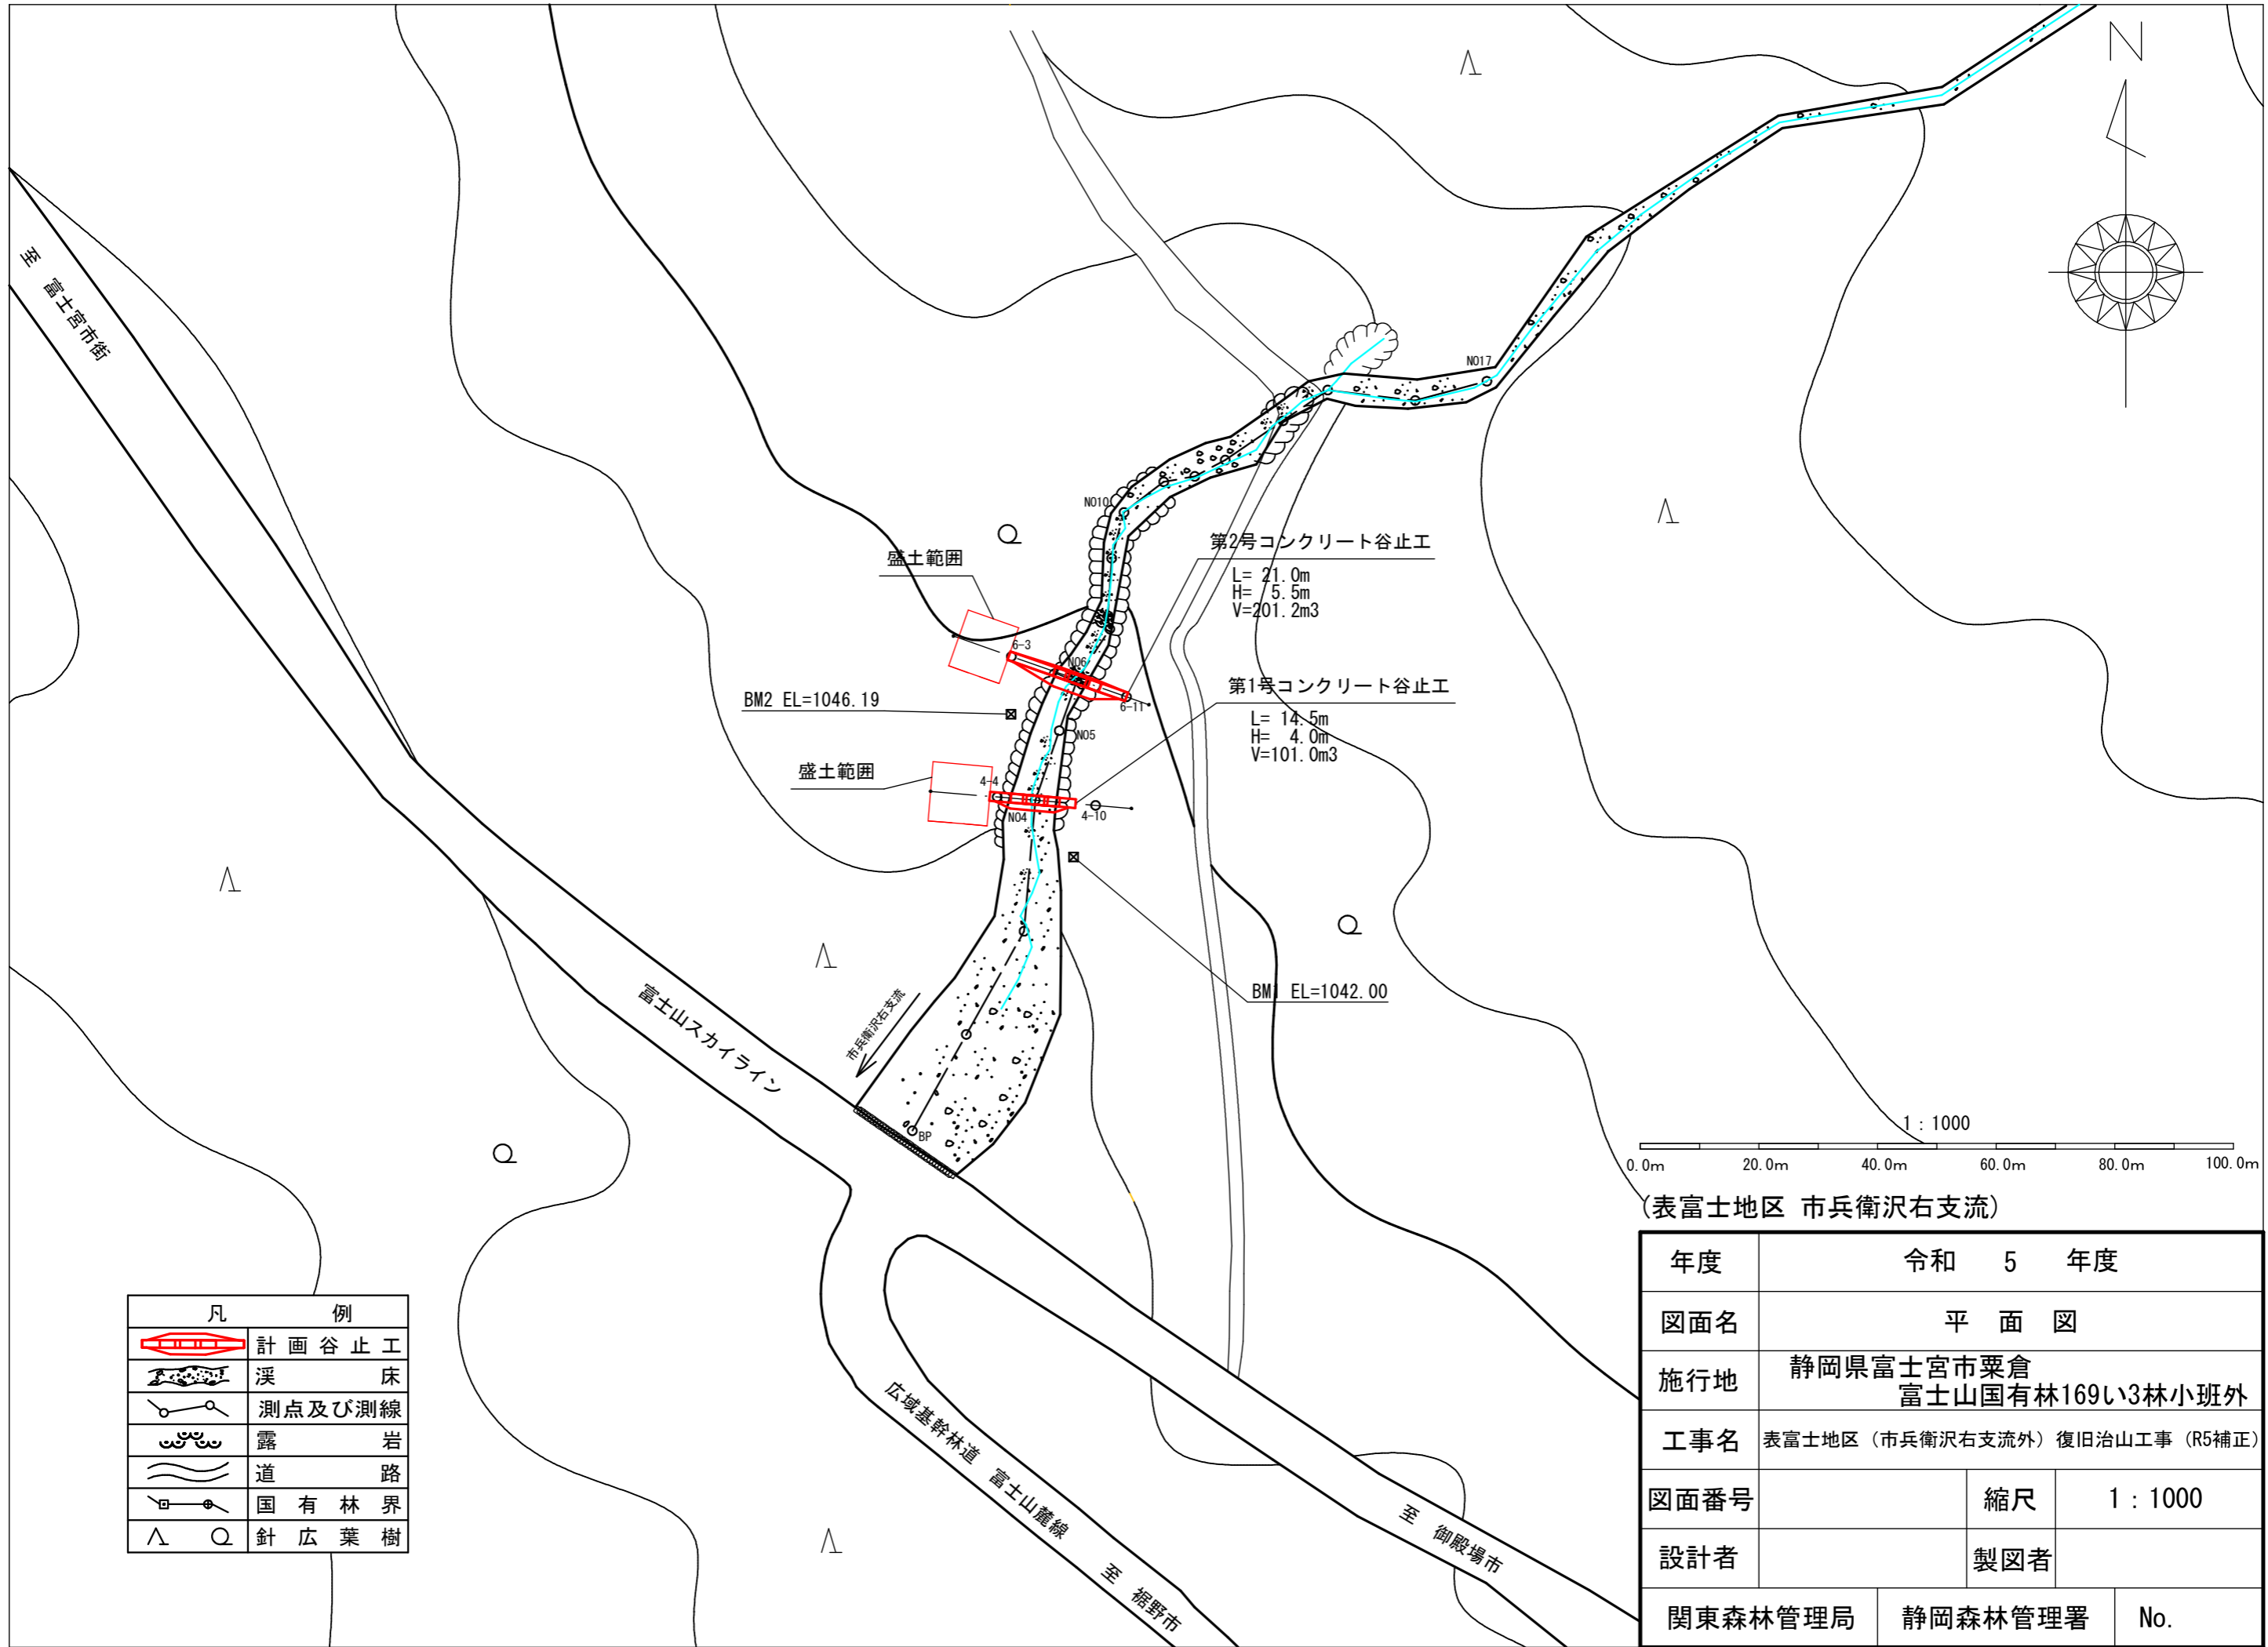 N
至 富士宮市街
NO17
NO10
盛土範囲
第2号コンクリート谷止工
L= 21.0m
H= 5.5m
V=201.2m3
6-3
NO6
6-11
BM2 EL=1046.19
第1号コンクリート谷止工
L= 14.5m
H= 4.0m
V=101.0m3
NO5
盛土範囲
4-4
NO4
4-10
BM1 EL=1042.00
市兵衛沢右支流
富士山スカイライン
BP
1：1000
0.0m 20.0m 40.0m 60.0m 80.0m 100.0m
(表富士地区 市兵衛沢右支流)
広域基幹林道 富士山麓線 至 裾野市
至 御殿場市
凡 例
計画谷止工
渓床
測点及び測線
露岩
道路
国有林界
針広葉樹
年度 令和 5 年度
図面名 平面図
施行地 静岡県富士宮市粟倉
富士山国有林169い3林小班外
工事名 表富士地区（市兵衛沢右支流外）復旧治山工事（R5補正）
図面番号 縮尺 1：1000
設計者 製図者
関東森林管理局 静岡森林管理署 No.